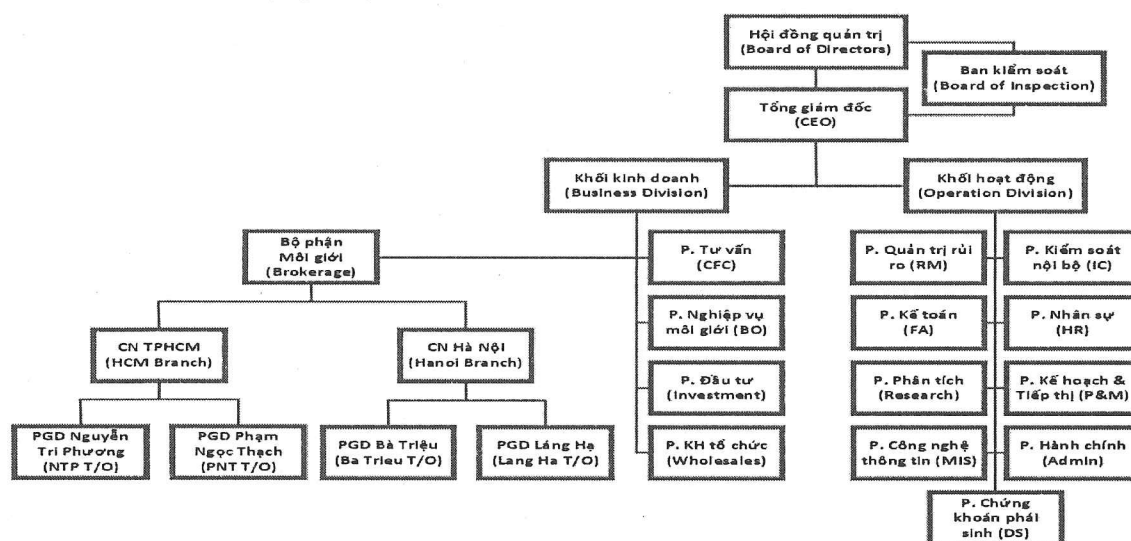 Hội đồng quản trị
(Board of Directors)
Ban kiểm soát
(Board of Inspection)
Tổng giám đốc
(CEO)
Khối kinh doanh
(Business Division)
Khối hoạt động
(Operation Division)
Bộ phận
Môi giới
(Brokerage)
P. Tư vấn
(CFC)
P. Quản trị rủi
ro (RM)
P. Kiểm soát
nội bộ (IC)
P. Nghiệp vụ
môi giới (BO)
P. Kế toán
(FA)
P. Nhân sự
(HR)
CN TPHCM
(HCM Branch)
CN Hà Nội
(Hanoi Branch)
P. Đầu tư
(Investment)
P. Phân tích
(Research)
P. Kế hoạch &
Tiếp thị (P&M)
PGD Nguyễn
Tri Phương
(NTP T/O)
PGD Phạm
Ngọc Thạch
(PNT T/O)
PGD Bà Triệu
(Ba Trieu T/O)
PGD Láng Hạ
(Lang Ha T/O)
P. KH tổ chức
(Wholesales)
P. Công nghệ
thông tin (MIS)
P. Hành chính
(Admin)
P. Chứng
khoán phái
sinh (DS)